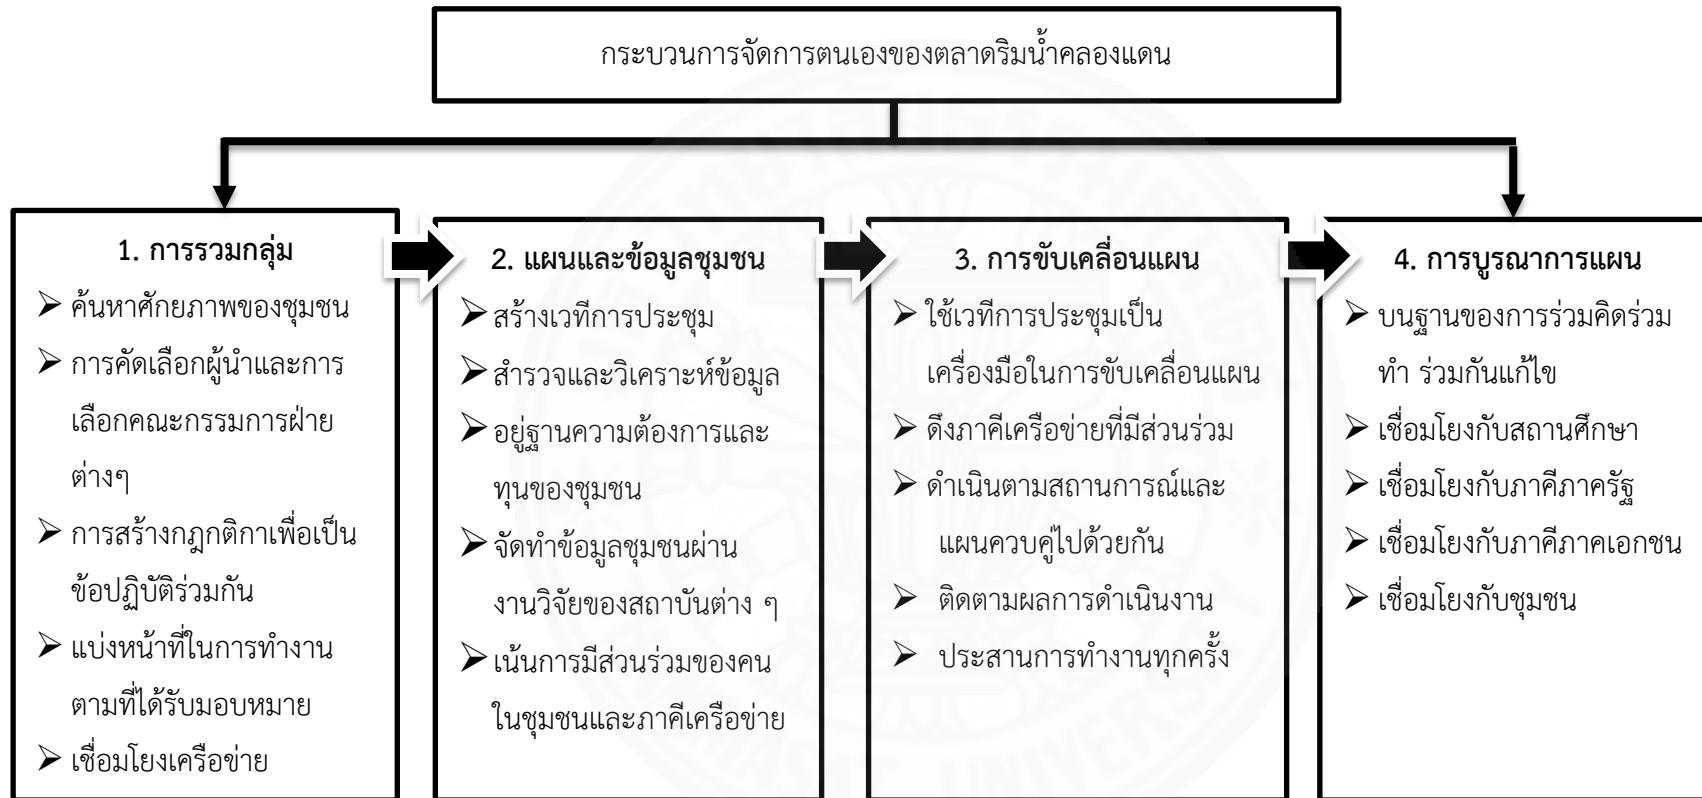 กระบวนการจัดการตนเองของตลาดริมน้ำคลองแดน
1. การรวมกลุ่ม
ค้นหาศักยภาพของชุมชน
การคัดเลือกผู้นำและการ
เลือกคณะกรรมการฝ่าย
ต่างๆ
การสร้างกฎกติกาเพื่อเป็น
ข้อปฏิบัติร่วมกัน
แบ่งหน้าที่ในการทำงาน
ตามที่ได้รับมอบหมาย
เชื่อมโยงเครือข่าย
2. แผนและข้อมูลชุมชน
สร้างเวทีการประชุม
สำรวจและวิเคราะห์ข้อมูล
อยู่ฐานความต้องการและ
ทุนของชุมชน
จัดทำข้อมูลชุมชนผ่าน
งานวิจัยของสถาบันต่าง ๆ
เน้นการมีส่วนร่วมของคน
ในชุมชนและภาคีเครือข่าย
3. การขับเคลื่อนแผน
ใช้เวทีการประชุมเป็น
เครื่องมือในการขับเคลื่อนแผน
ดึงภาคีเครือข่ายที่มีส่วนร่วม
ดำเนินตามสถานการณ์และ
แผนควบคู่ไปด้วยกัน
ติดตามผลการดำเนินงาน
ประสานการทำงานทุกครั้ง
4. การบูรณาการแผน
บนฐานของการร่วมคิดร่วม
ทำ ร่วมกันแก้ไข
เชื่อมโยงกับสถานศึกษา
เชื่อมโยงกับภาคีภาครัฐ
เชื่อมโยงกับภาคีภาคเอกชน
เชื่อมโยงกับชุมชน